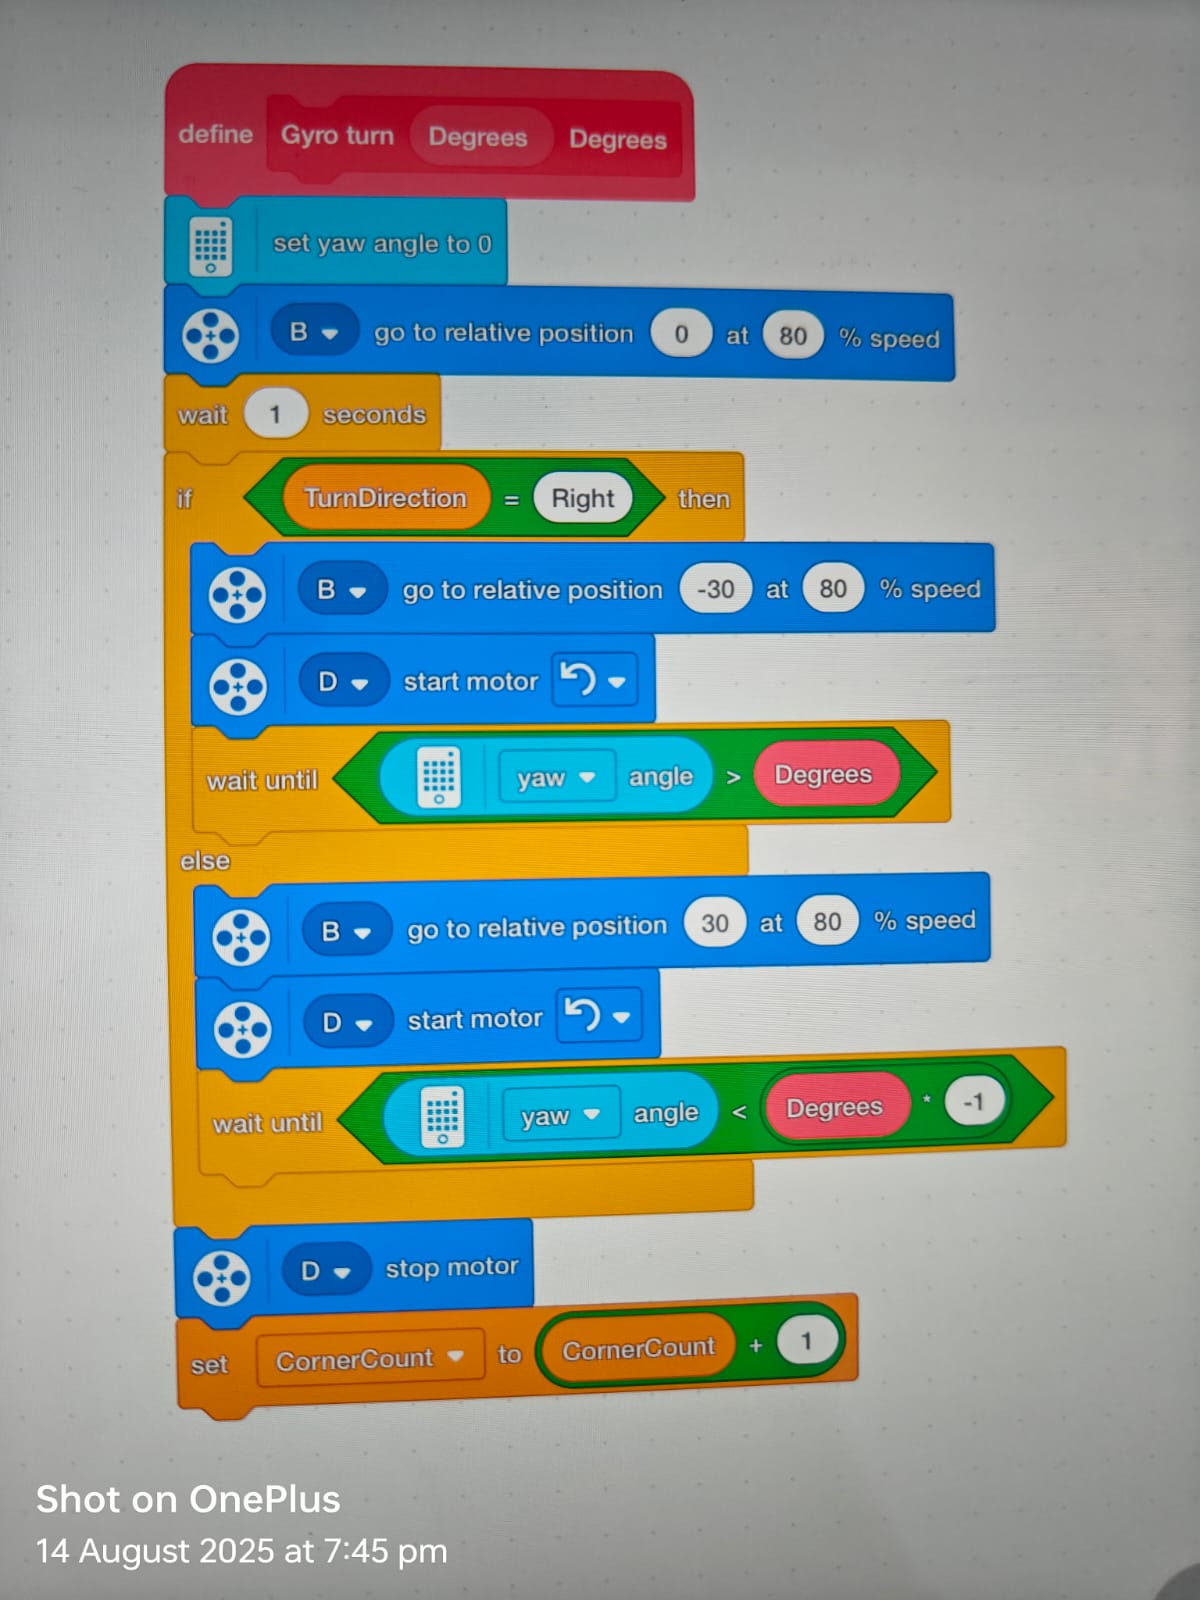 define Gyro turn Degrees Degrees
set yaw angle to 0
B go to relative position 0 at 80 % speed
wait 1 seconds
if TurnDirection = Right then
B go to relative position -30 at 80 % speed
D start motor
wait until yaw angle > Degrees
else
B go to relative position 30 at 80 % speed
D start motor
wait until yaw angle < Degrees * -1
D stop motor
set CornerCount to CornerCount + 1
Shot on OnePlus
14 August 2025 at 7:45 pm